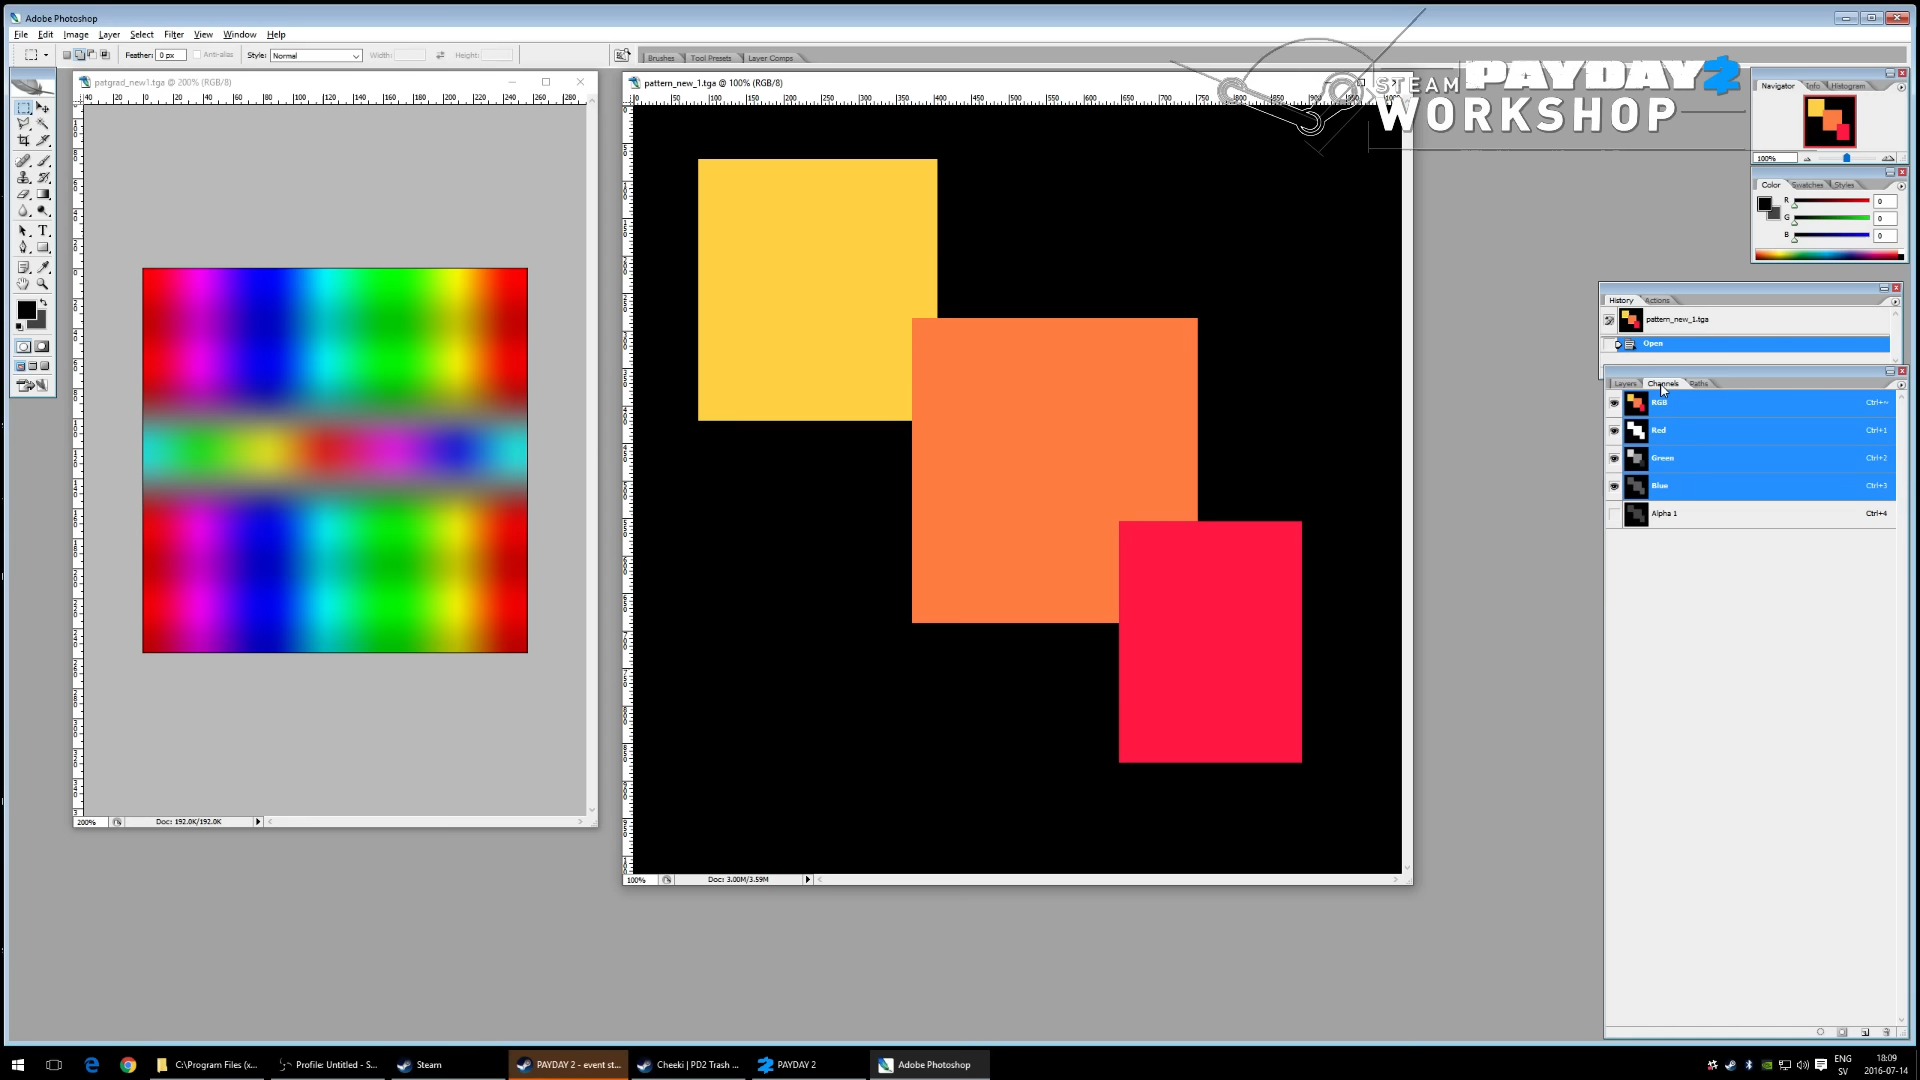 Adobe Photoshop
File Edit Image Layer Select Filter View Window Help
Feather: 0 px Anti-alias Style: Normal Width: Height:
Brushes Tool Presets Layer Comps
STEAM PAYDAY 2
WORKSHOP
patgrad_new1.tga @ 200% (RGB/8)
pattern_new_1.tga @ 100% (RGB/8)
Navigator Info Histogram
100%
Color Swatches Styles
R 0
G 0
B 0
History Actions
pattern_new_1.tga
Open
Layers Channels Paths
RGB Ctrl+~
Red Ctrl+1
Green Ctrl+2
Blue Ctrl+3
Alpha 1 Ctrl+4
200% Doc: 192.0K/192.0K
100% Doc: 3.00M/3.59M
C:\Program Files (x...
Profile: Untitled - S...
Steam
PAYDAY 2 - event st...
Cheeki | PD2 Trash ...
PAYDAY 2
Adobe Photoshop
ENG
SV
18:09
2016-07-14